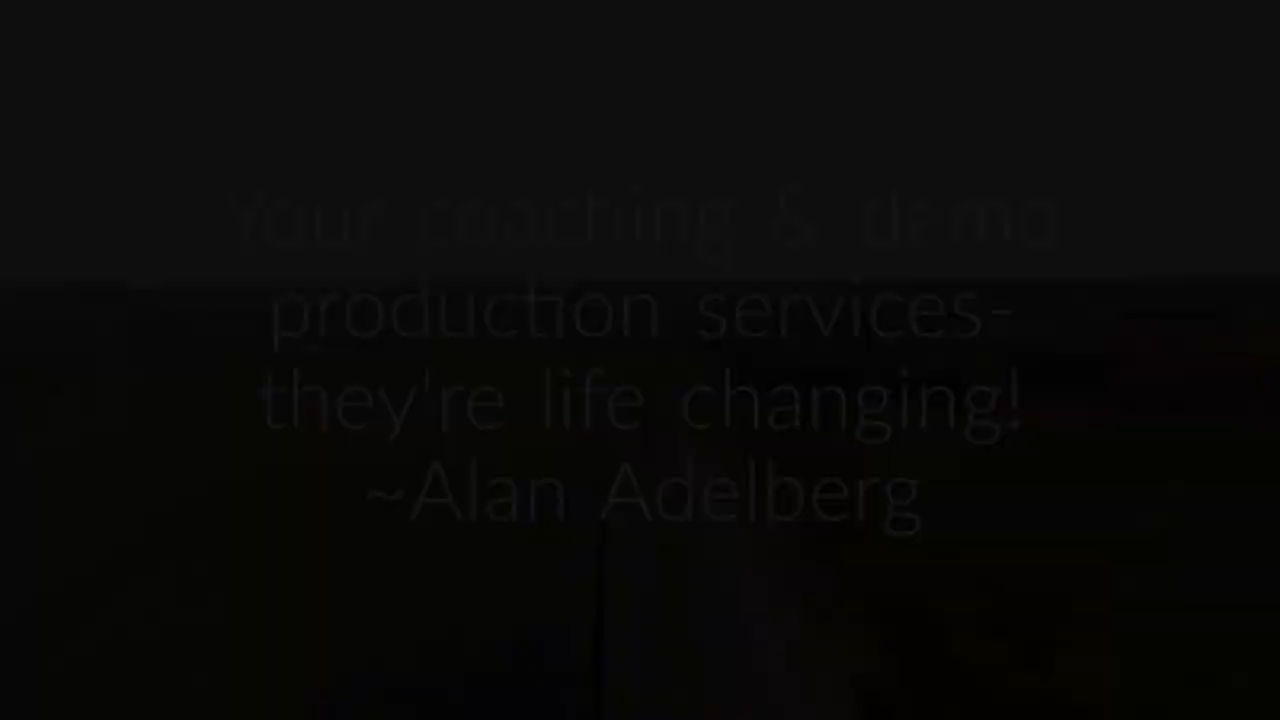 Your coaching & demo
production services-
they're life changing!
~Alan Adelberg